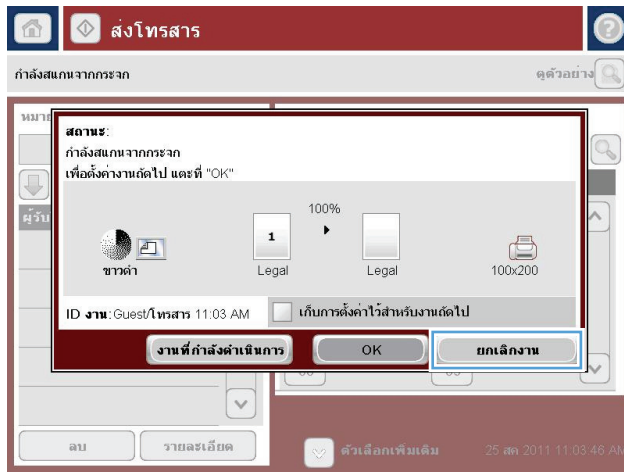 ส่งโทรสาร
กำลังสแกนจากกระจก
ดูตัวอย่าง
สถานะ:
กำลังสแกนจากกระจก
เพื่อตั้งค่างานถัดไป แตะที่ "OK"
100%
1
ขาวดำ
Legal
Legal
100x200
ID งาน: Guest/โทรสาร 11:03 AM
เก็บการตั้งค่าไว้สำหรับงานถัดไป
งานที่กำลังดำเนินการ
OK
ยกเลิกงาน
ลบ
รายละเอียด
ตัวเลือกเพิ่มเติม
25 สค 2011 11:03:46 AM